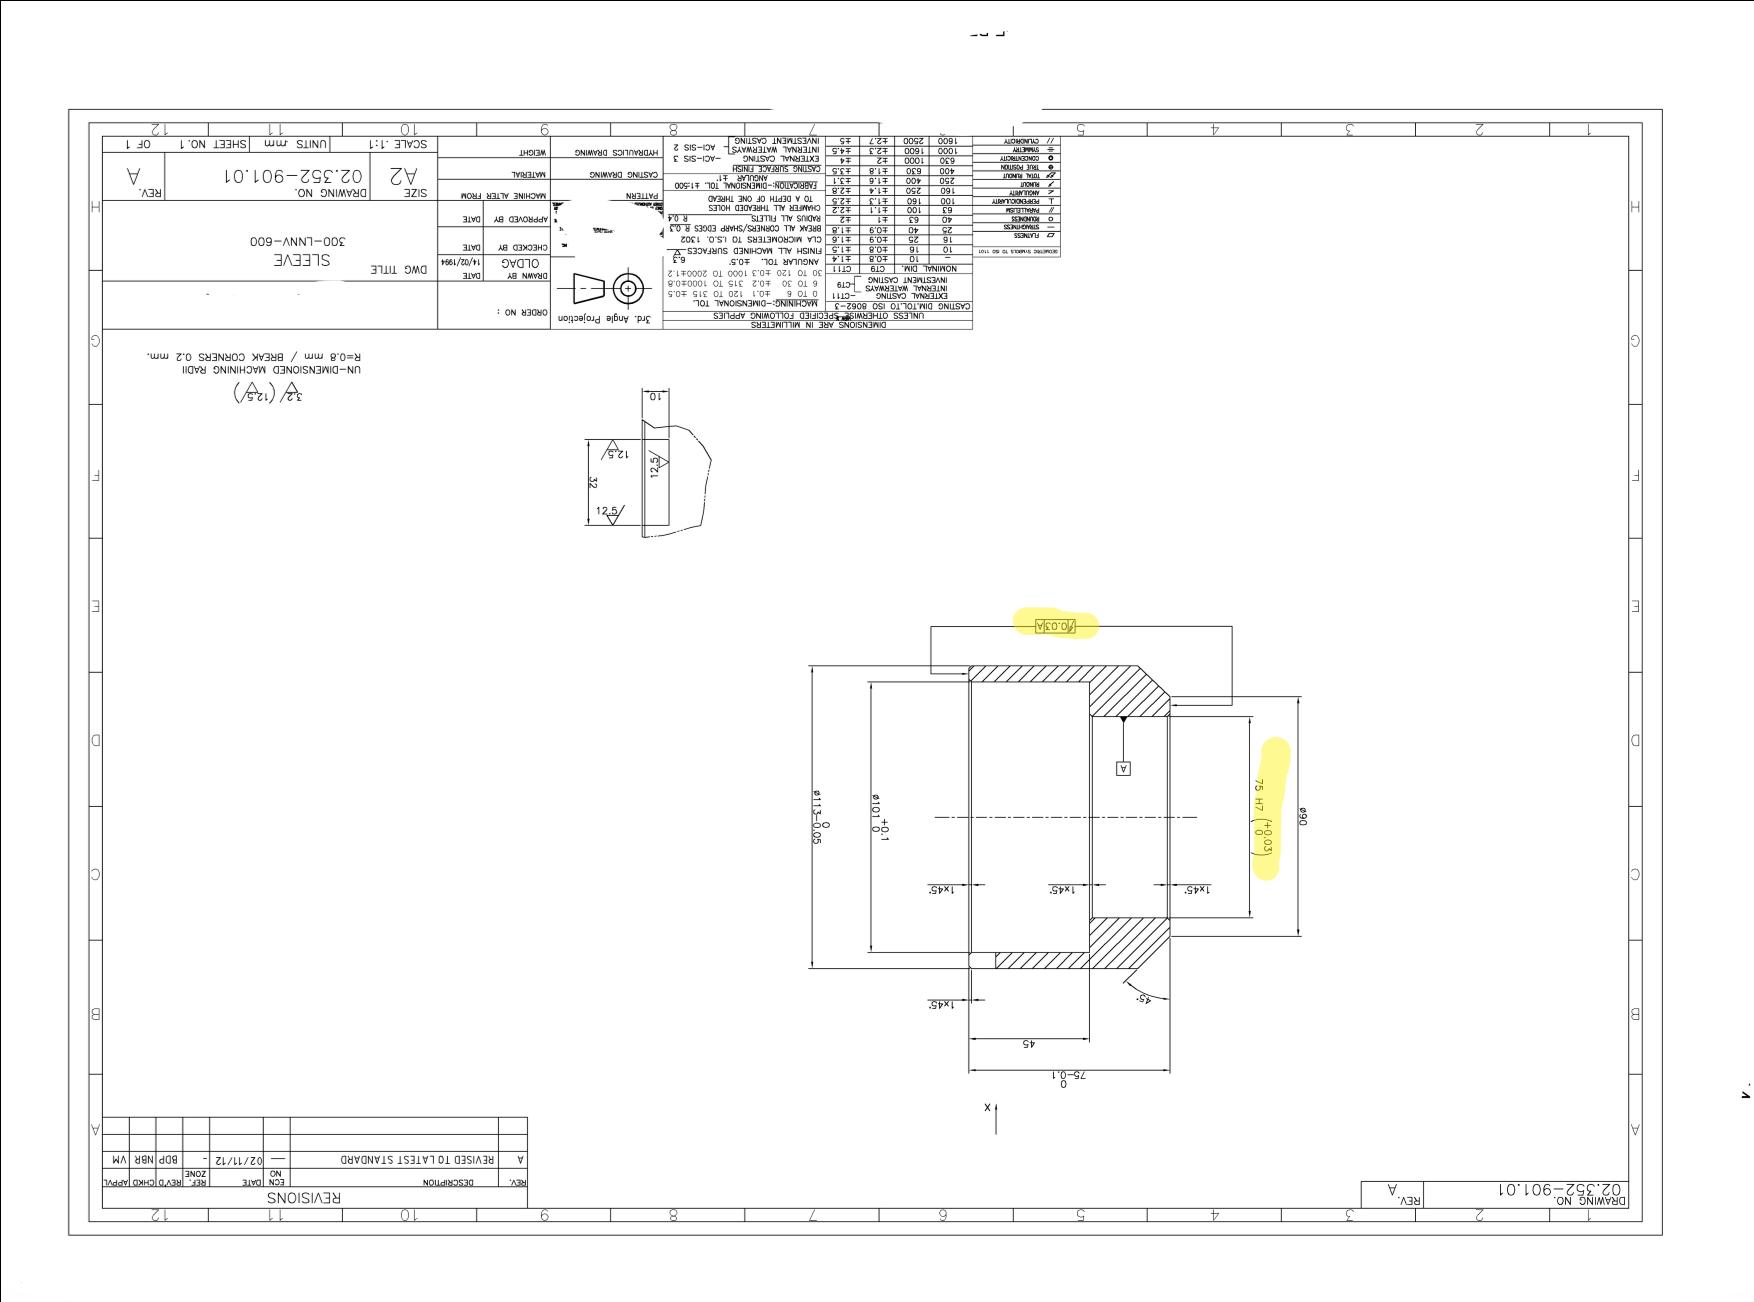 1 2 3 4 5 6 7 8 9 10 11 12
DRAWING NO.
02.352-901.01
REV.
A
REVISIONS
REV. DESCRIPTION ECN NO DATE REF. ZONE REV'D CHKD APPVL
A REVISED TO LATEST STANDARD — 02/11/12 - BDP NBR VM
A
B
C
D
E
F
G
H
A
B
C
D
E
F
G
H
X
0
75-0.1
45
45°
1x45°
1x45°
1x45°
1x45°
ø90
75 H7 (+0.03
0)
A
ø101 +0.1
0
ø113 0
-0.05
0.03 A
32
12.5
12.5
12.5
10
3.2 (12.5)
UN-DIMENSIONED MACHINING RADII
R=0.8 mm / BREAK CORNERS 0.2 mm.
DIMENSIONS ARE IN MILLIMETERS
UNLESS OTHERWISE SPECIFIED FOLLOWING APPLIES
CASTING DIM.TOL.TO ISO 8062-3
EXTERNAL CASTING -CT11
INTERNAL WATERWAYS
INVESTMENT CASTING
-CT9
NOMINAL DIM. CT9 CT11
– 10 ±0.8 ±1.4
10 16 ±0.8 ±1.5
16 25 ±0.9 ±1.6
25 40 ±0.9 ±1.8
40 63 ±1 ±2
63 100 ±1.1 ±2.2
100 160 ±1.3 ±2.5
160 250 ±1.4 ±2.8
250 400 ±1.6 ±3.1
400 630 ±1.8 ±3.5
630 1000 ±2 ±4
1000 1600 ±2.3 ±4.5
1600 2500 ±2.7 ±5
GEOMETRIC SYMBOLS TO ISO 1101
FLATNESS
STRAIGHTNESS
ROUNDNESS
PARALLELISM
PERPENDICULARITY
ANGULARITY
RUNOUT
TOTAL RUNOUT
TRUE POSITION
CONCENTRICITY
SYMMETRY
CYLINDRICITY
MACHINING:-DIMENSIONAL TOL.
0 TO 6 ±0.1 120 TO 315 ±0.5
6 TO 30 ±0.2 315 TO 1000±0.8
30 TO 120 ±0.3 1000 TO 2000±1.2
ANGULAR TOL. ±0.5°
FINISH ALL MACHINED SURFACES 6.3
CLA MICROMETERS TO I.S.O. 1302
BREAK ALL CORNERS/SHARP EDGES R 0.3
RADIUS ALL FILLETS. R 0.4
CHAMFER ALL THREADED HOLES
TO A DEPTH OF ONE THREAD
FABRICATION:-DIMENSIONAL TOL. ±1:500
ANGULAR ±1°
CASTING SURFACE FINISH
EXTERNAL CASTING -ACI-SIS 3
INTERNAL WATERWAYS
INVESTMENT CASTING
- ACI-SIS 2
3rd. Angle Projection
PATTERN
CASTING DRAWING
HYDRAULICS DRAWING
ORDER NO :
DRAWN BY
OLDAG
DATE
14/02/1994
CHECKED BY DATE
APPROVED BY DATE
MACHINE ALTER FROM
MATERIAL
WEIGHT
DWG TITLE
SLEEVE
300-LNNV-600
SIZE
A2
DRAWING NO.
02.352-901.01
REV.
A
SCALE .1:1 UNITS mm SHEET NO. 1 OF 1
1 2 3 4 5 7 8 9 10 11 12